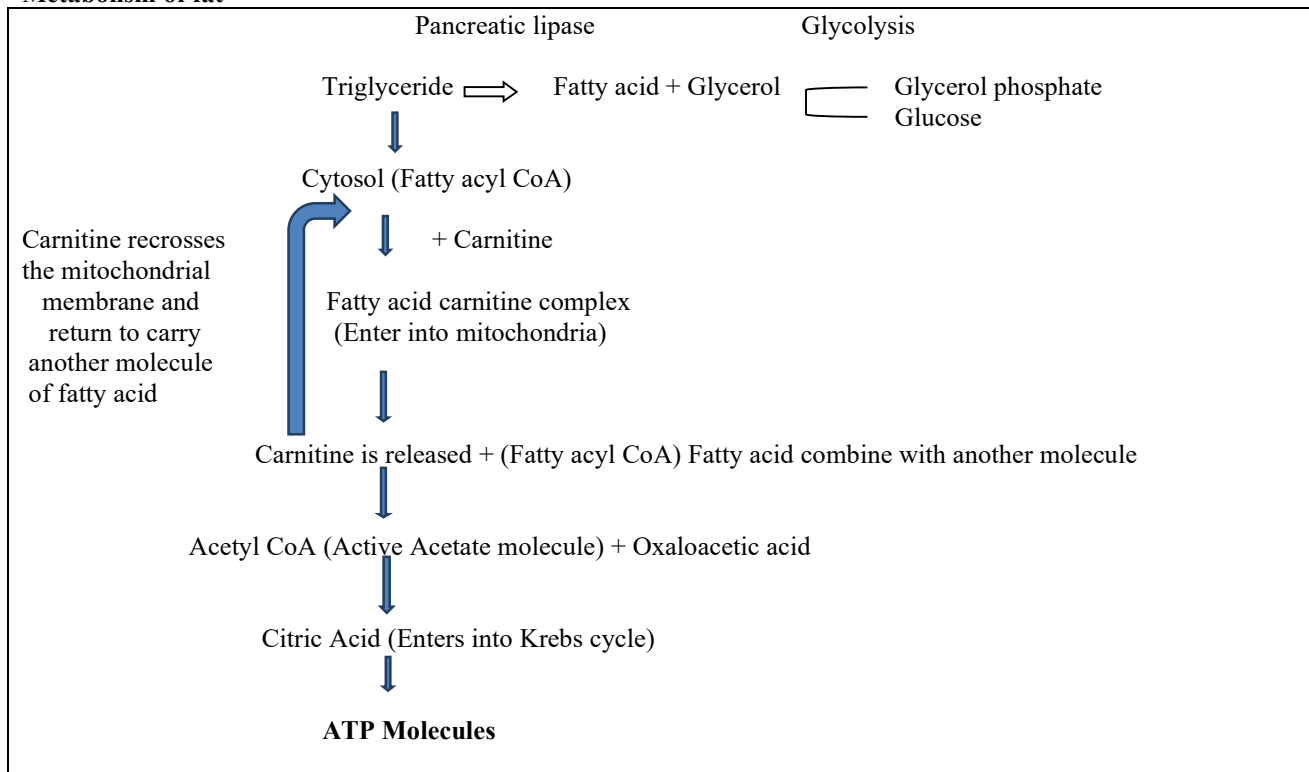 Metabolism of fat
Pancreatic lipase Glycolysis
Triglyceride Fatty acid + Glycerol Glycerol phosphate
Glucose
Cytosol (Fatty acyl CoA)
+ Carnitine
Carnitine recrosses
the mitochondrial
membrane and
return to carry
another molecule
of fatty acid
Fatty acid carnitine complex
(Enter into mitochondria)
Carnitine is released + (Fatty acyl CoA) Fatty acid combine with another molecule
Acetyl CoA (Active Acetate molecule) + Oxaloacetic acid
Citric Acid (Enters into Krebs cycle)
ATP Molecules